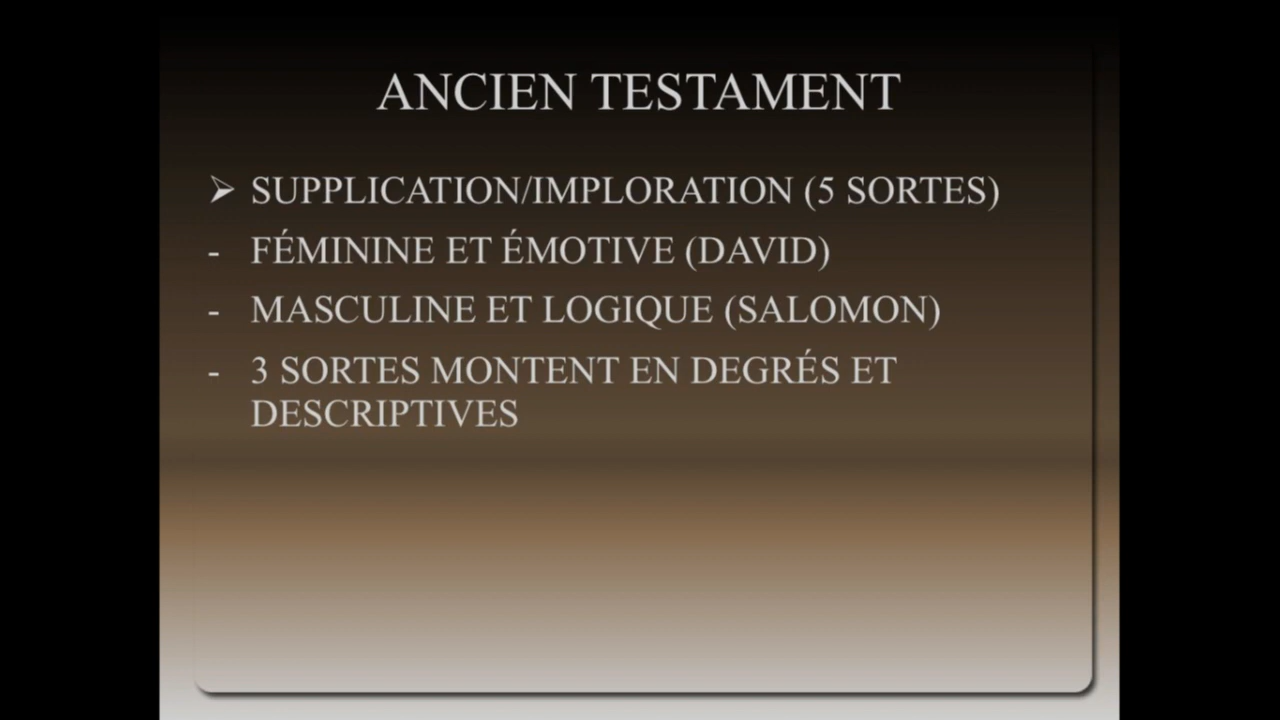 ANCIEN TESTAMENT
➢ SUPPLICATION/IMPLORATION (5 SORTES)
- FÉMININE ET ÉMOTIVE (DAVID)
- MASCULINE ET LOGIQUE (SALOMON)
- 3 SORTES MONTENT EN DEGRÉS ET
DESCRIPTIVES